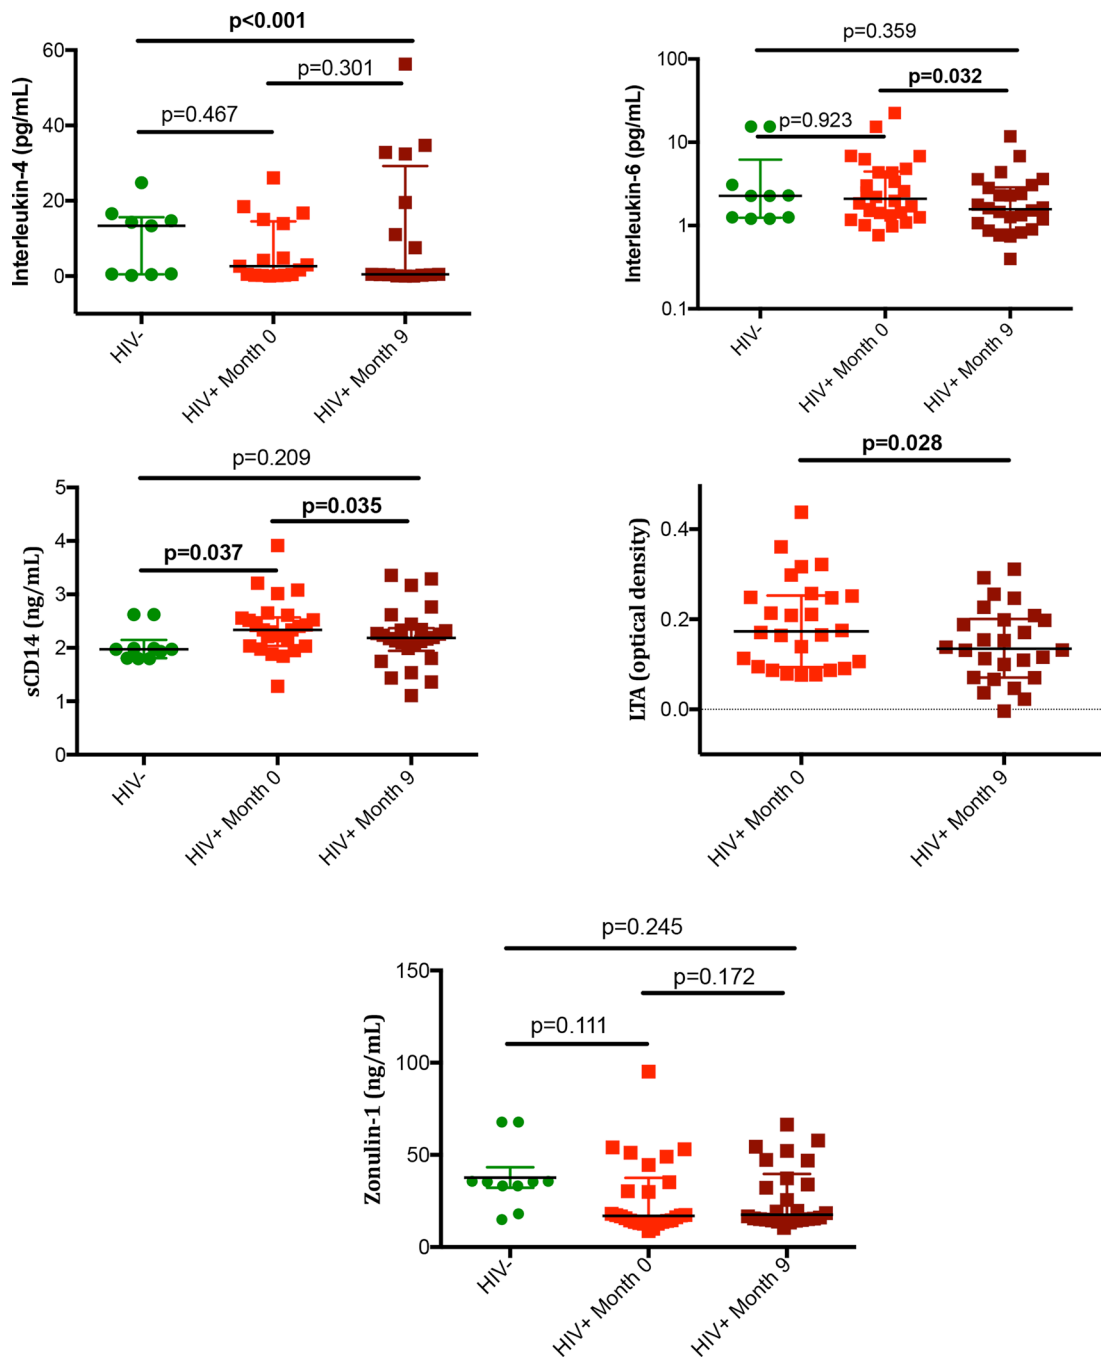 p<0.001
p=0.301
p=0.467
Interleukin-4 (pg/mL)
60
40
20
0
HIV-
HIV+ Month 0
HIV+ Month 9
p=0.359
p=0.032
p=0.923
Interleukin-6 (pg/mL)
100
10
1
0.1
HIV-
HIV+ Month 0
HIV+ Month 9
p=0.209
p=0.035
p=0.037
sCD14 (ng/mL)
5
4
3
2
1
0
HIV-
HIV+ Month 0
HIV+ Month 9
p=0.028
LTA (optical density)
0.4
0.2
0.0
HIV+ Month 0
HIV+ Month 9
p=0.245
p=0.172
p=0.111
Zonulin-1 (ng/mL)
150
100
50
0
HIV-
HIV+ Month 0
HIV+ Month 9